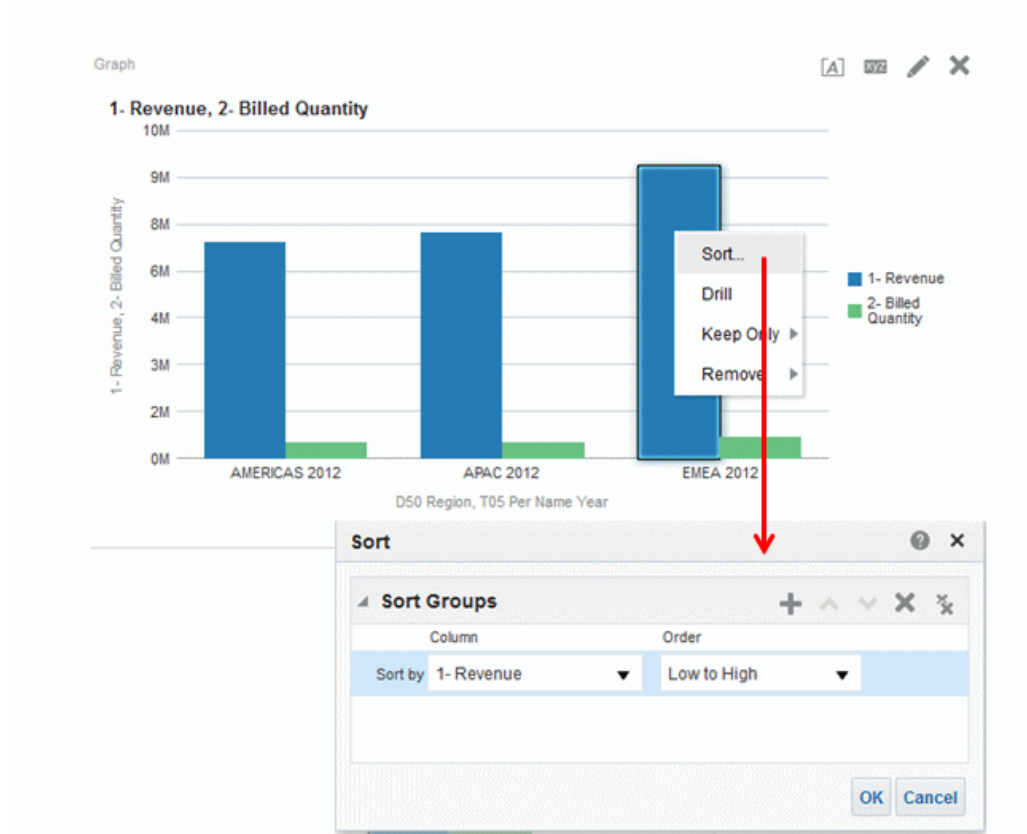 Graph
[A] xyz
1- Revenue, 2- Billed Quantity
10M
9M
8M
6M
4M
3M
2M
0M
1- Revenue, 2- Billed Quantity
AMERICAS 2012
APAC 2012
EMEA 2012
D50 Region, T05 Per Name Year
Sort...
Drill
Keep Only
Remove
1- Revenue
2- Billed
Quantity
Sort
?
Sort Groups
Column Order
Sort by 1- Revenue Low to High
OK Cancel